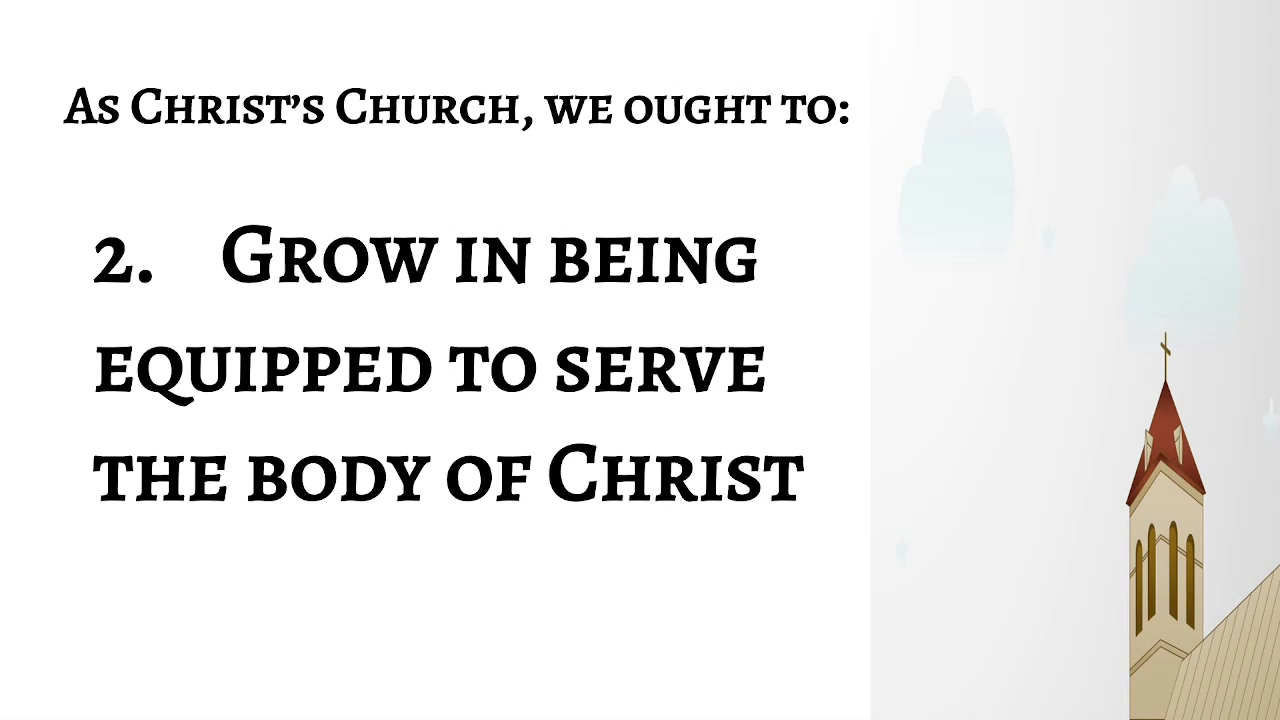 As Christ's Church, we ought to:
2. Grow in being
equipped to serve
the body of Christ